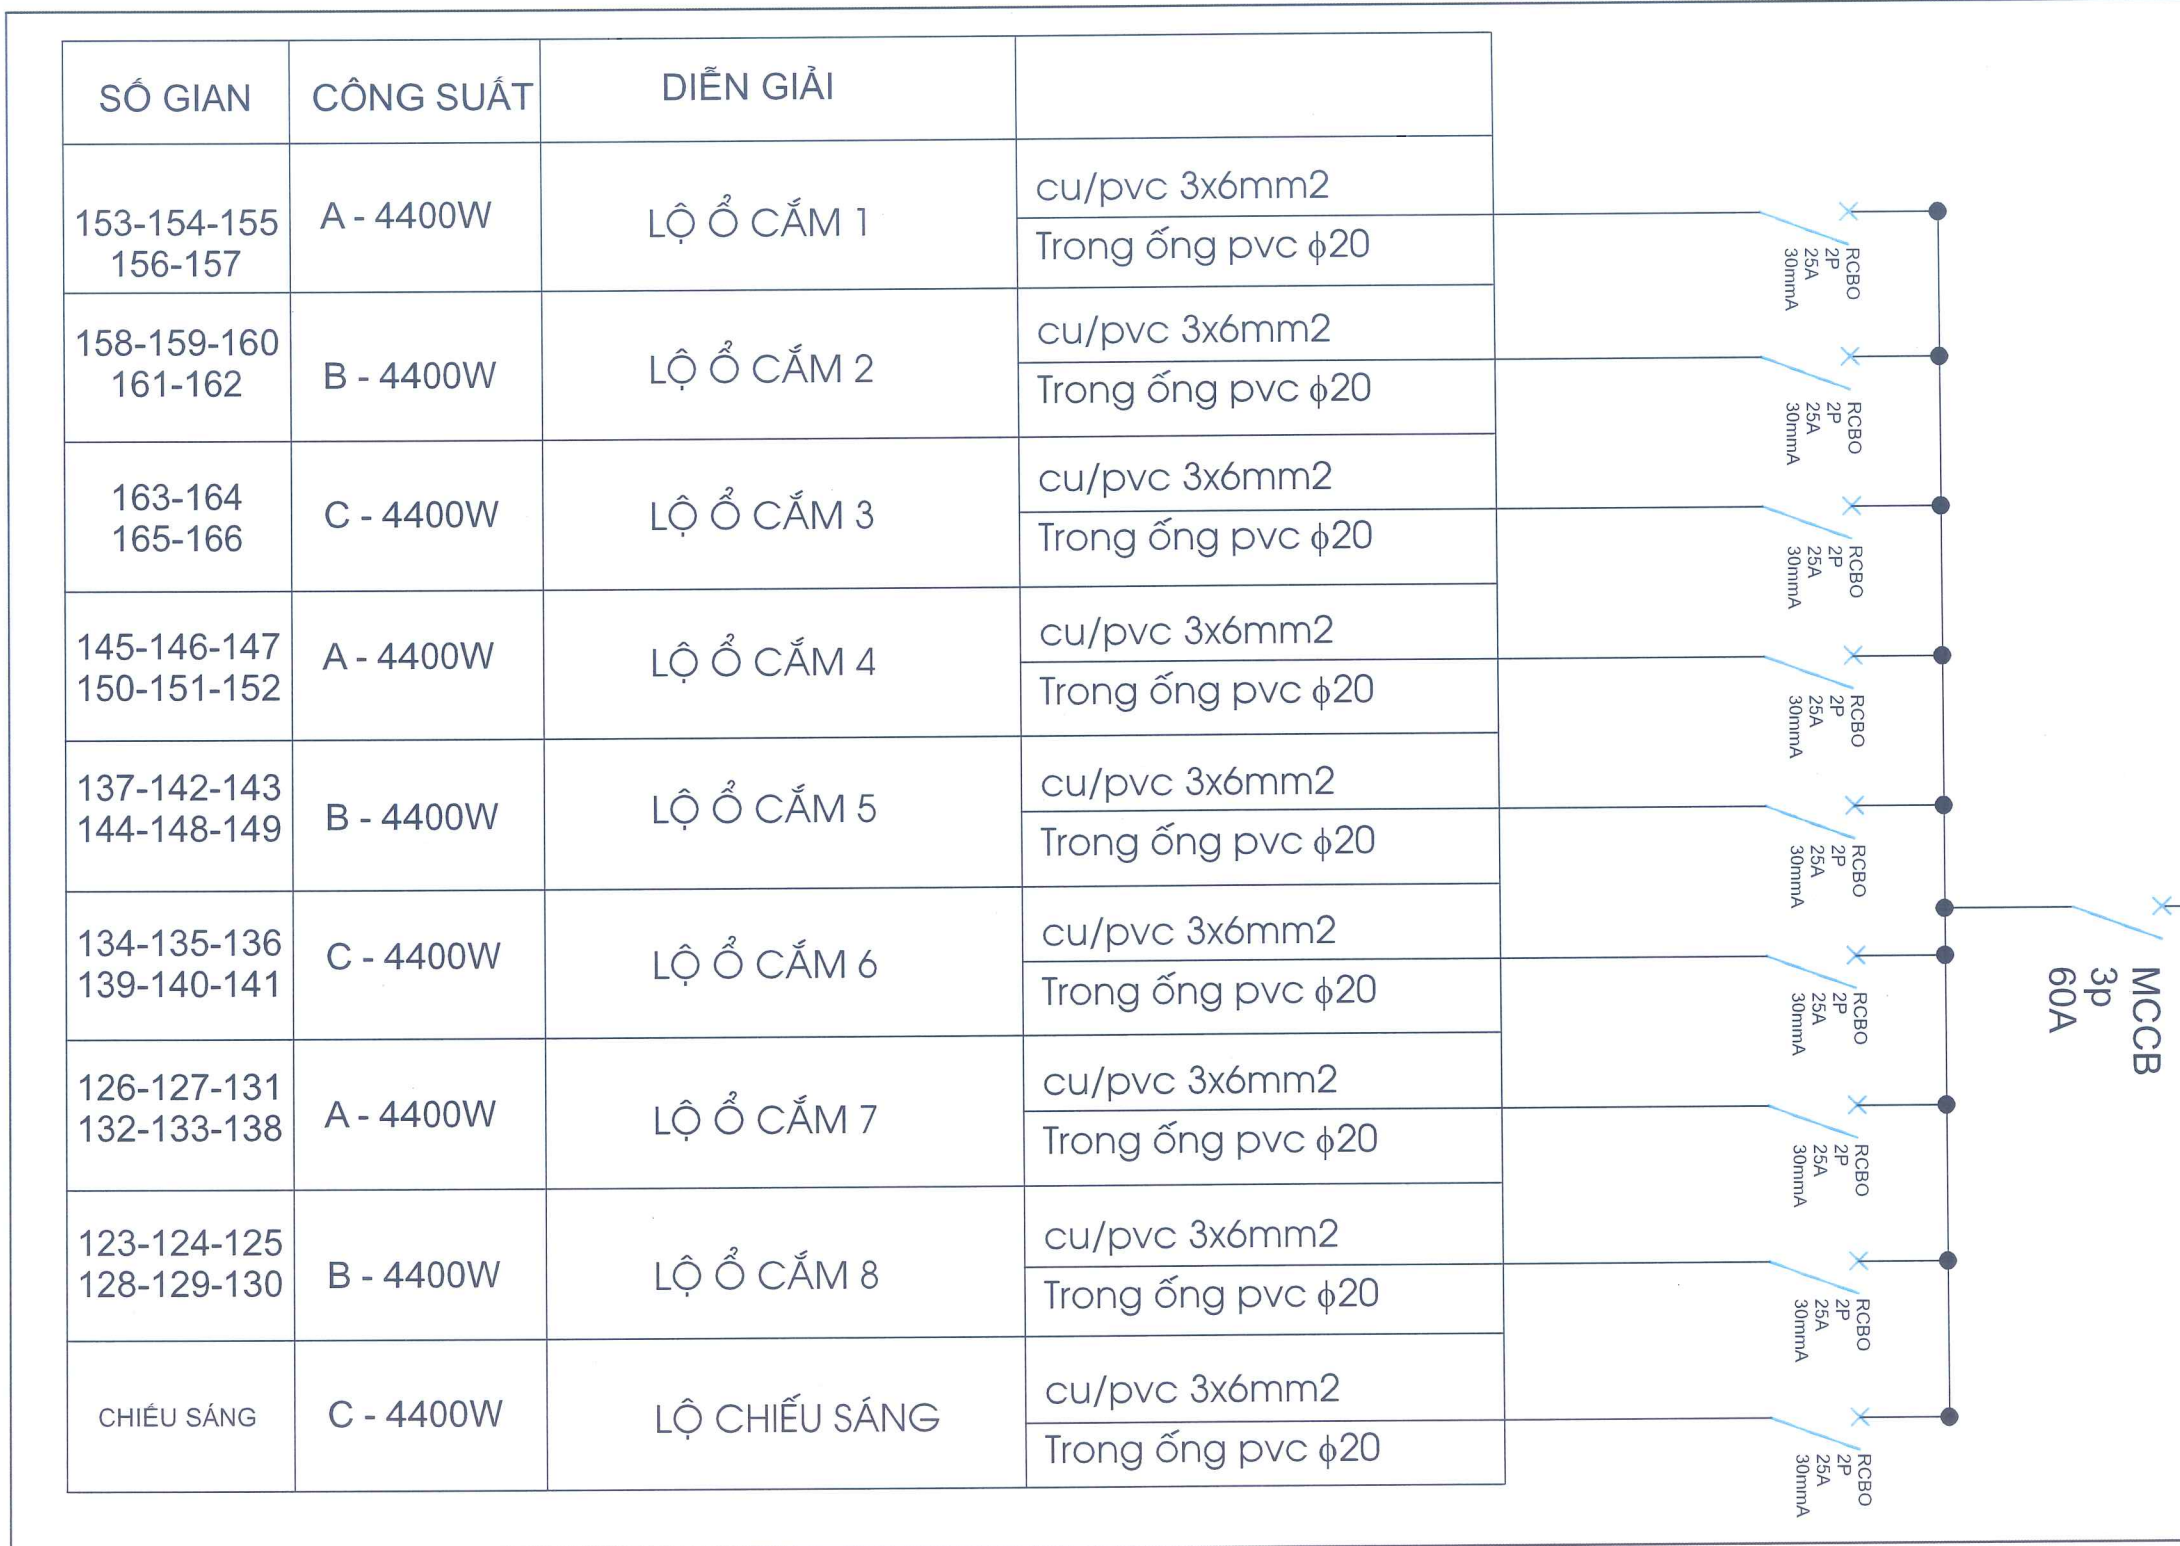 SỐ GIAN
CÔNG SUẤT
DIỄN GIẢI
153-154-155
156-157
A - 4400W
LỘ Ổ CẮM 1
cu/pvc 3x6mm2
Trong ống pvc ϕ20
RCBO
2P
25A
30mmA
158-159-160
161-162
B - 4400W
LỘ Ổ CẮM 2
cu/pvc 3x6mm2
Trong ống pvc ϕ20
RCBO
2P
25A
30mmA
163-164
165-166
C - 4400W
LỘ Ổ CẮM 3
cu/pvc 3x6mm2
Trong ống pvc ϕ20
RCBO
2P
25A
30mmA
145-146-147
150-151-152
A - 4400W
LỘ Ổ CẮM 4
cu/pvc 3x6mm2
Trong ống pvc ϕ20
RCBO
2P
25A
30mmA
137-142-143
144-148-149
B - 4400W
LỘ Ổ CẮM 5
cu/pvc 3x6mm2
Trong ống pvc ϕ20
RCBO
2P
25A
30mmA
134-135-136
139-140-141
C - 4400W
LỘ Ổ CẮM 6
cu/pvc 3x6mm2
Trong ống pvc ϕ20
RCBO
2P
25A
30mmA
MCCB
3p
60A
126-127-131
132-133-138
A - 4400W
LỘ Ổ CẮM 7
cu/pvc 3x6mm2
Trong ống pvc ϕ20
RCBO
2P
25A
30mmA
123-124-125
128-129-130
B - 4400W
LỘ Ổ CẮM 8
cu/pvc 3x6mm2
Trong ống pvc ϕ20
RCBO
2P
25A
30mmA
CHIẾU SÁNG
C - 4400W
LỘ CHIẾU SÁNG
cu/pvc 3x6mm2
Trong ống pvc ϕ20
RCBO
2P
25A
30mmA